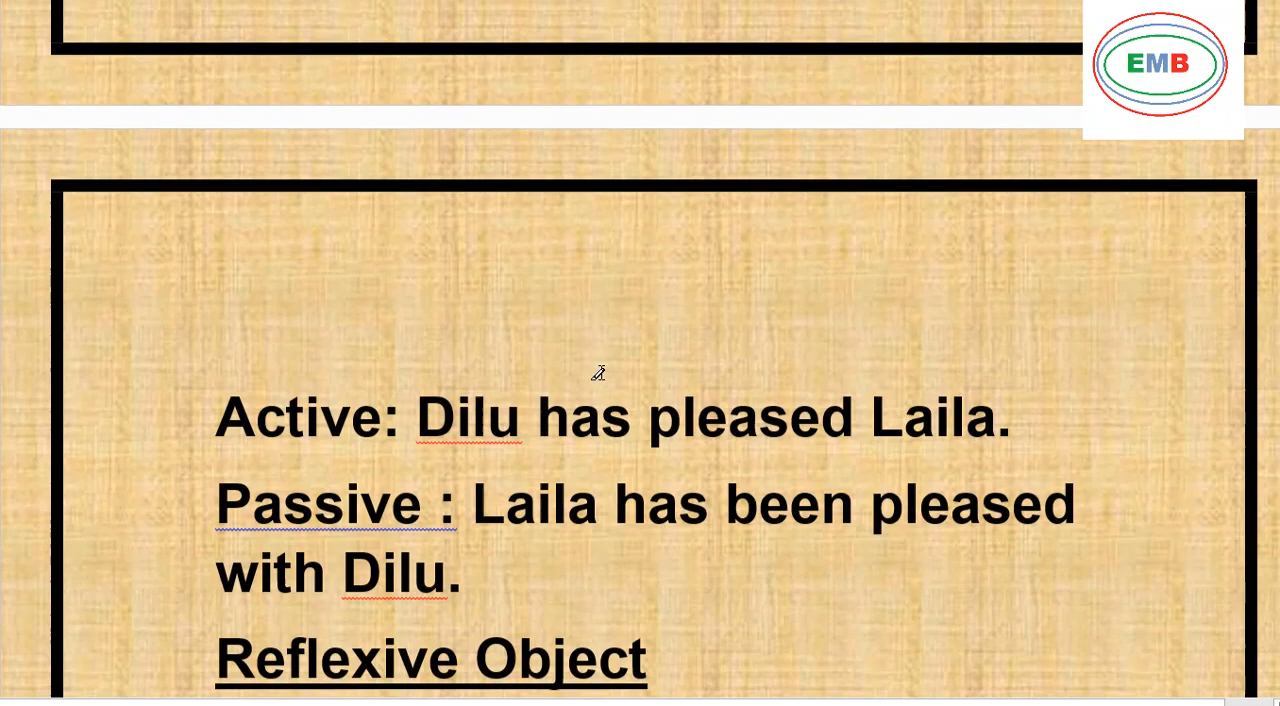 EMB
Active: Dilu has pleased Laila.
Passive : Laila has been pleased
with Dilu.
Reflexive Object